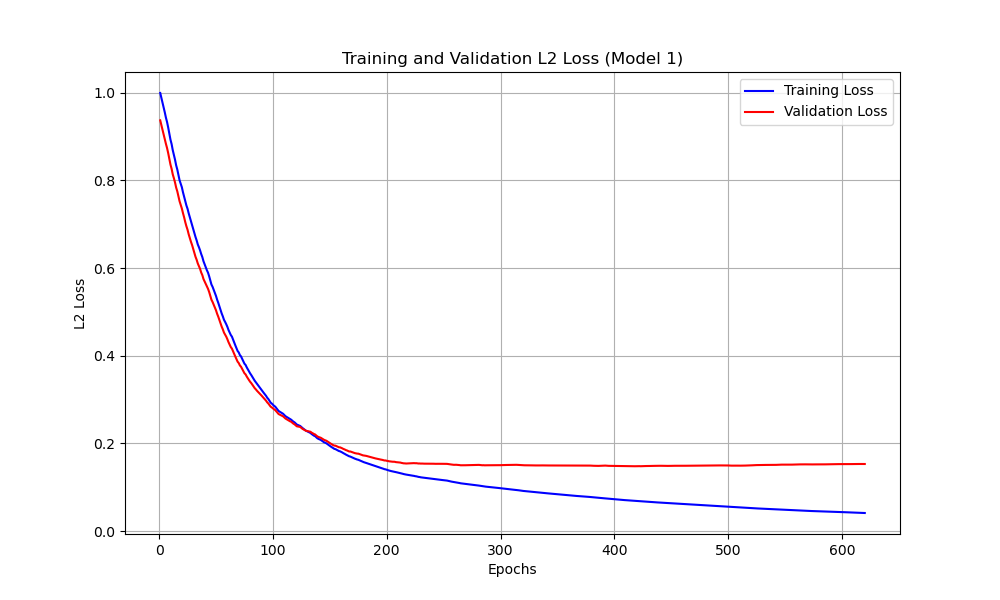 Training and Validation L2 Loss (Model 1)
Training Loss
Validation Loss
1.0
0.8
0.6
0.4
0.2
0.0
L2 Loss
0 100 200 300 400 500 600
Epochs